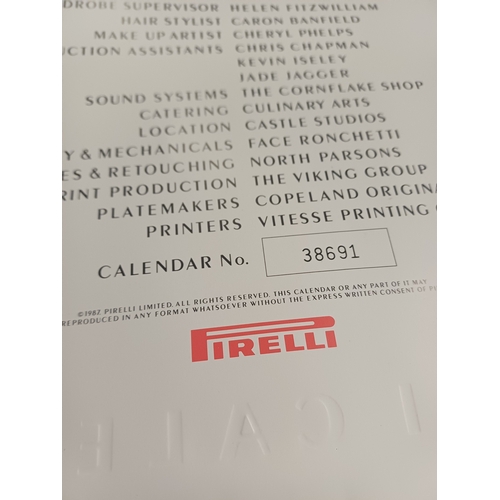 DROBE SUPERVISOR HELEN FITZWILLIAM
HAIR STYLIST CARON BANFIELD
MAKE UP ARTIST CHERYL PHELPS
UCTION ASSISTANTS CHRIS CHAPMAN
KEVIN ISELEY
JADE JAGGER
SOUND SYSTEMS THE CORNFLAKE SHOP
CATERING CULINARY ARTS
LOCATION CASTLE STUDIOS
Y & MECHANICALS FACE RONCHETTI
ES & RETOUCHING NORTH PARSONS
RINT PRODUCTION THE VIKING GROUP
PLATEMAKERS COPELAND ORIGINA
PRINTERS VITESSE PRINTING
CALENDAR No. 38691
©1987 PIRELLI LIMITED. ALL RIGHTS RESERVED. THIS CALENDAR OR ANY PART OF IT MAY
REPRODUCED IN ANY FORMAT WHATSOEVER WITHOUT THE EXPRESS WRITTEN CONSENT OF P
PIRELLI